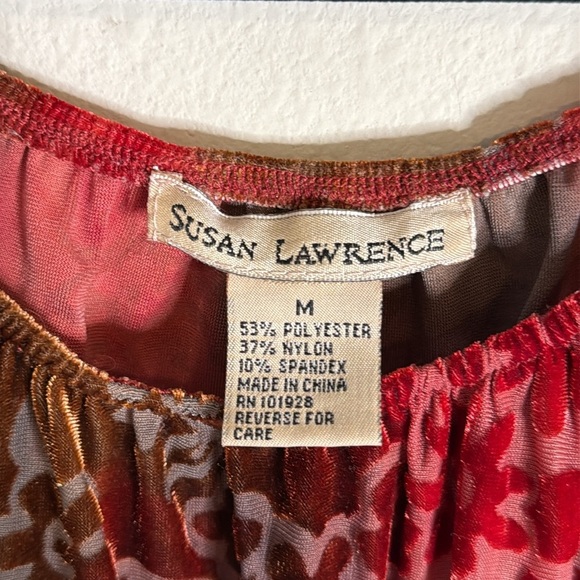 SUSAN LAWRENCE
M
53% POLYESTER
37% NYLON
10% SPANDEX
MADE IN CHINA
RN 101928
REVERSE FOR
CARE